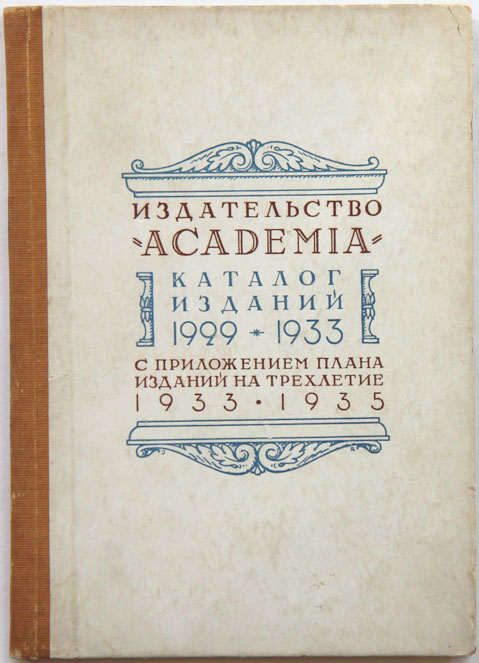 ИЗДАТЕЛЬСТВО
"ACADEMIA"
КАТАЛОГ
ИЗДАНИЙ
1929 * 1933
С ПРИЛОЖЕНИЕМ ПЛАНА
ИЗДАНИЙ НА ТРЕХЛЕТИЕ
1933 • 1935